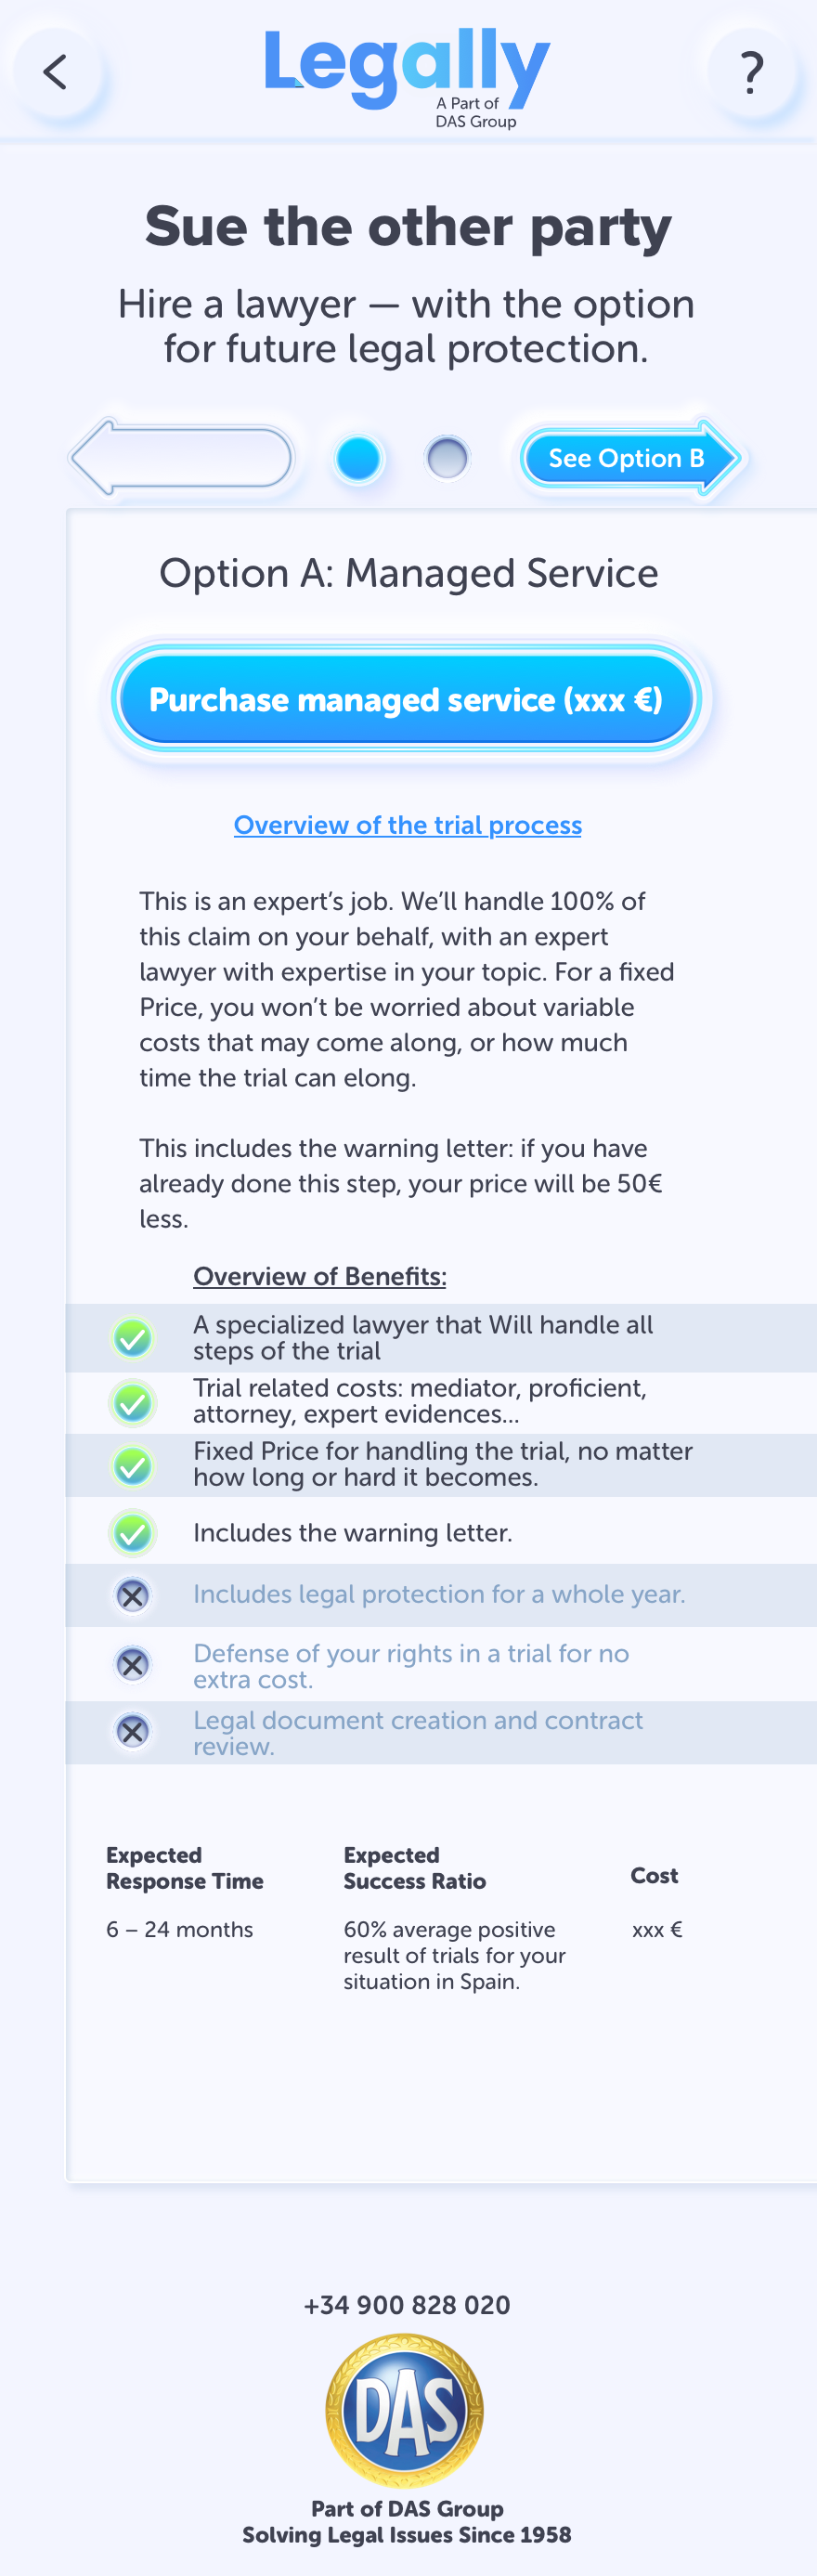 Legally
A Part of
DAS Group
?
Sue the other party
Hire a lawyer — with the option
for future legal protection.
See Option B
Option A: Managed Service
Purchase managed service (xxx €)
Overview of the trial process
This is an expert’s job. We’ll handle 100% of
this claim on your behalf, with an expert
lawyer with expertise in your topic. For a fixed
Price, you won’t be worried about variable
costs that may come along, or how much
time the trial can elong.
This includes the warning letter: if you have
already done this step, your price will be 50€
less.
Overview of Benefits:
A specialized lawyer that Will handle all
steps of the trial
Trial related costs: mediator, proficient,
attorney, expert evidences...
Fixed Price for handling the trial, no matter
how long or hard it becomes.
Includes the warning letter.
Includes legal protection for a whole year.
Defense of your rights in a trial for no
extra cost.
Legal document creation and contract
review.
Expected
Response Time
6 – 24 months
Expected
Success Ratio
60% average positive
result of trials for your
situation in Spain.
Cost
xxx €
+34 900 828 020
DAS
Part of DAS Group
Solving Legal Issues Since 1958